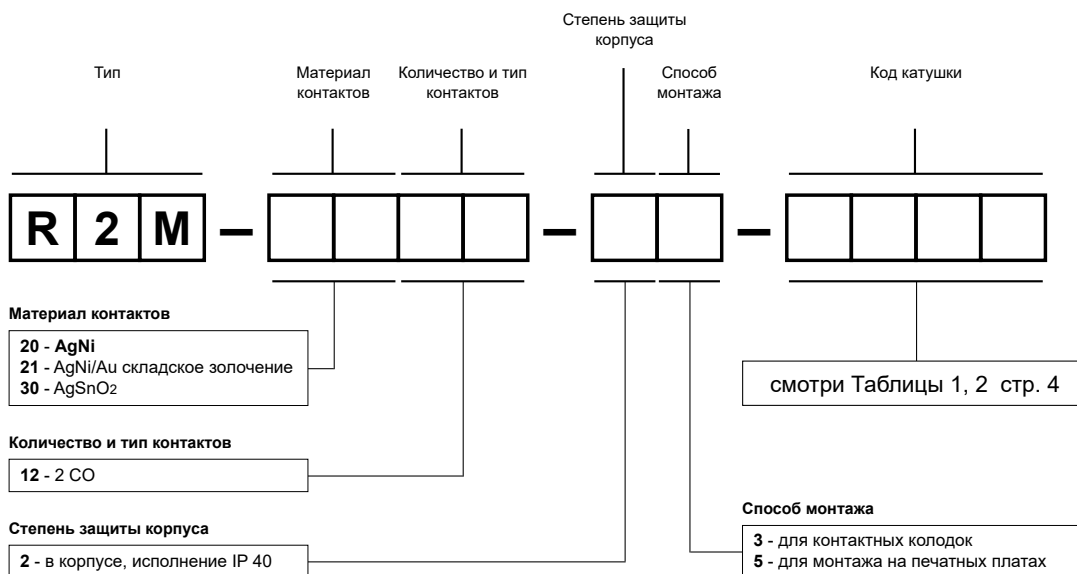 Степень защиты
корпуса
Тип
Материал
контактов
Количество и тип
контактов
Способ
монтажа
Код катушки
R 2 M – – –
Материал контактов
20 - AgNi
21 - AgNi/Au складское золочение
30 - AgSnO2
смотри Таблицы 1, 2 стр. 4
Количество и тип контактов
12 - 2 CO
Степень защиты корпуса
2 - в корпусе, исполнение IP 40
Способ монтажа
3 - для контактных колодок
5 - для монтажа на печатных платах